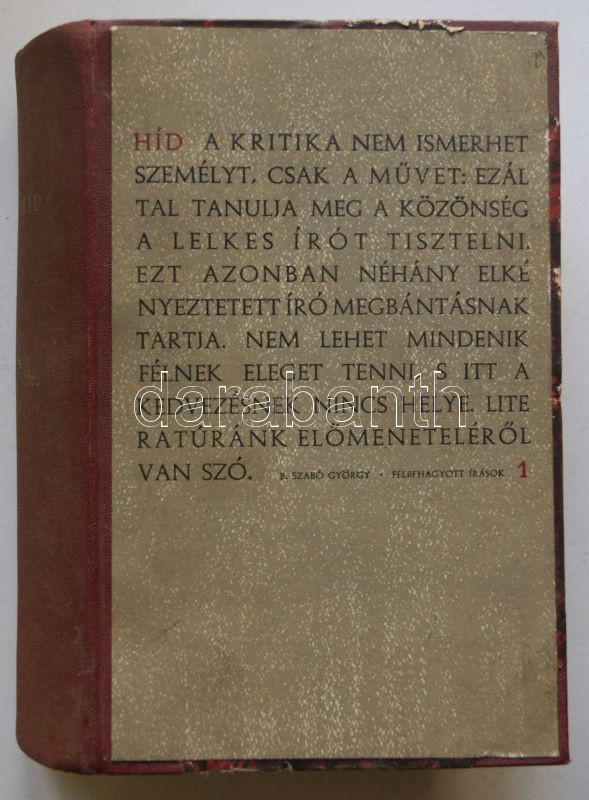 HÍD A KRITIKA NEM ISMERHET
SZEMÉLYT, CSAK A MŰVET: EZÁL
TAL TANULJA MEG A KÖZÖNSÉG
A LELKES ÍRÓT TISZTELNI.
EZT AZONBAN NÉHÁNY ELKÉ
NYEZTETETT ÍRÓ MEGBÁNTÁSNAK
TARTJA. NEM LEHET MINDENIK
FÉLNEK ELEGET TENNI, S ITT A
KEDVEZÉSNEK NINCS HELYE. LITE
RATÚRÁNK ELŐMENETELÉRŐL
VAN SZÓ. B. SZABÓ GYÖRGY • FÉLBEHAGYOTT ÍRÁSOK 1
darabanth